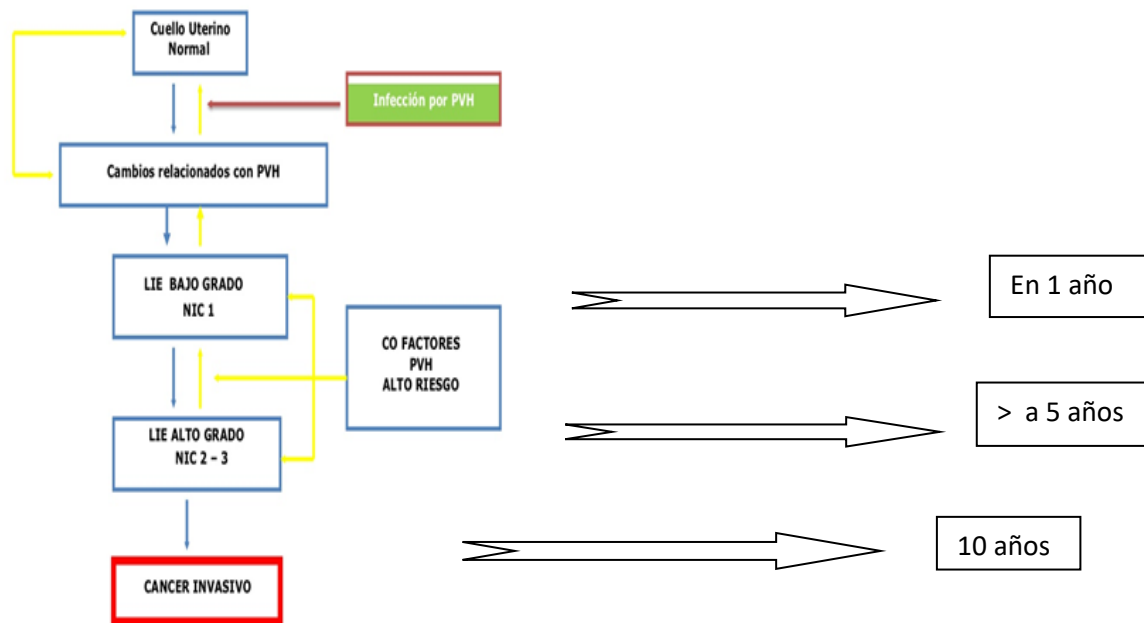 Cuello Uterino
Normal
Infección por PVH
Cambios relacionados con PVH
LIE BAJO GRADO
NIC 1
En 1 año
CO FACTORES
PVH
ALTO RIESGO
> a 5 años
LIE ALTO GRADO
NIC 2 – 3
10 años
CANCER INVASIVO